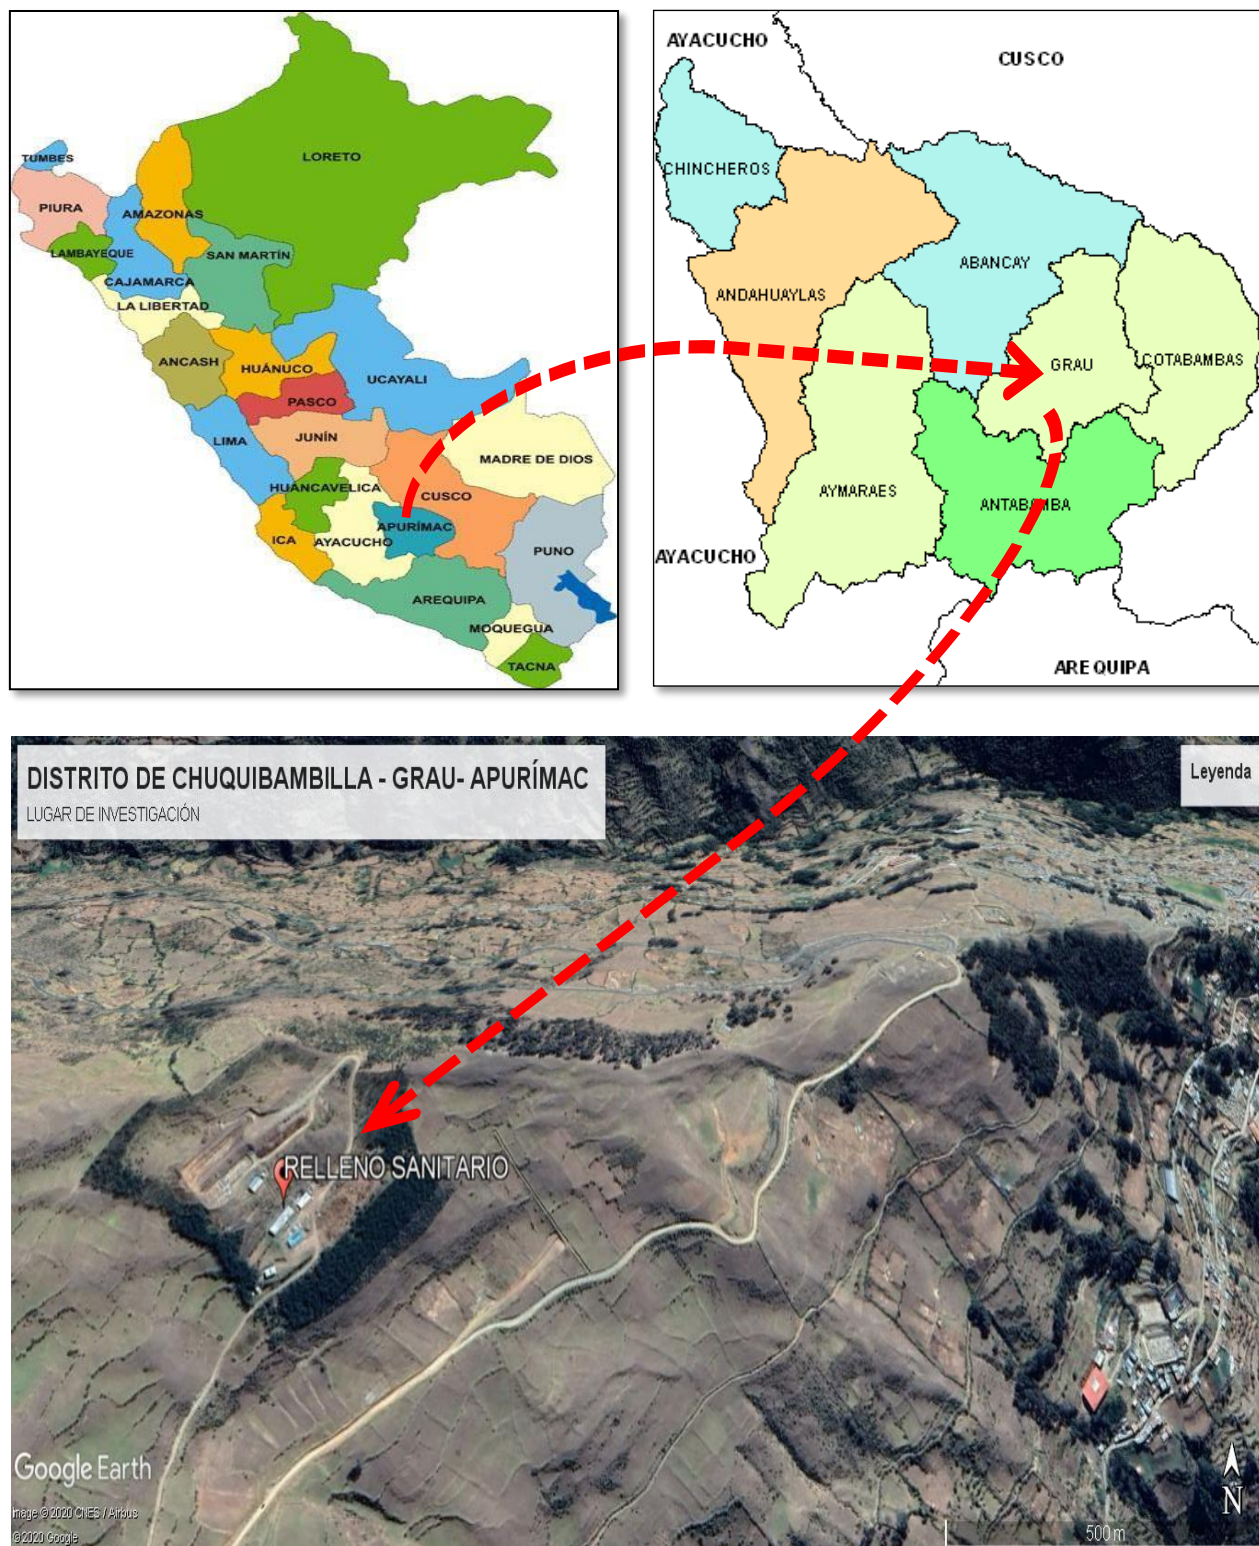 TUMBES
LORETO
PIURA
AMAZONAS
LAMBAYEQUE
SAN MARTÍN
CAJAMARCA
LA LIBERTAD
ANCASH
HUÁNUCO
UCAYALI
PASCO
LIMA
JUNÍN
MADRE DE DIOS
HUANCAVELICA
CUSCO
APURÍMAC
ICA
AYACUCHO
PUNO
AREQUIPA
MOQUEGUA
TACNA
AYACUCHO
CUSCO
CHINCHEROS
ABANCAY
ANDAHUAYLAS
GRAU
COTABAMBAS
AYMARAES
ANTABAMBA
AYACUCHO
AREQUIPA
DISTRITO DE CHUQUIBAMBILLA - GRAU- APURÍMAC
LUGAR DE INVESTIGACIÓN
Leyenda
RELLENO SANITARIO
Google Earth
Image © 2020 CNES / Airbus
© 2020 Google
N
500 m